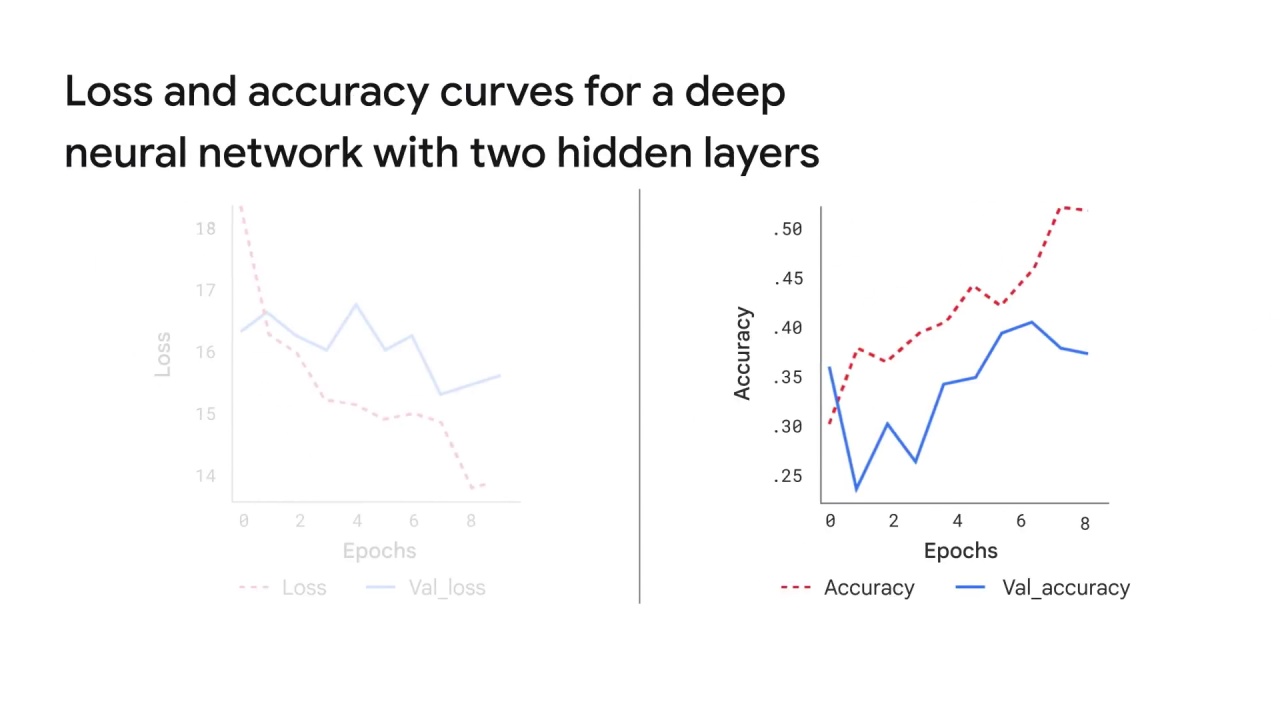 Loss and accuracy curves for a deep
neural network with two hidden layers
18
17
16
15
14
Loss
0 2 4 6 8
Epochs
Loss Val_loss
.50
.45
.40
.35
.30
.25
Accuracy
0 2 4 6 8
Epochs
Accuracy Val_accuracy